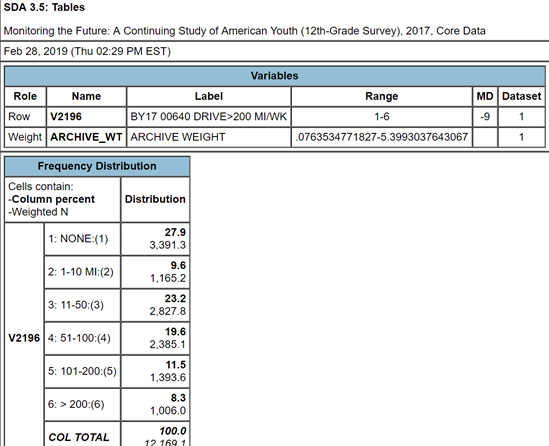 SDA 3.5: Tables
Monitoring the Future: A Continuing Study of American Youth (12th-Grade Survey), 2017, Core Data
Feb 28, 2019 (Thu 02:29 PM EST)
Variables
Role Name Label Range MD Dataset
Row V2196 BY17 00640 DRIVE>200 MI/WK 1-6 -9 1
Weight ARCHIVE_WT ARCHIVE WEIGHT .0763534771827-5.3993037643067 1
Frequency Distribution
Cells contain:
-Column percent
-Weighted N
Distribution
V2196
1: NONE:(1) 27.9
3,391.3
2: 1-10 MI:(2) 9.6
1,165.2
3: 11-50:(3) 23.2
2,827.8
4: 51-100:(4) 19.6
2,385.1
5: 101-200:(5) 11.5
1,393.6
6: > 200:(6) 8.3
1,006.0
COL TOTAL 100.0
12,169.1